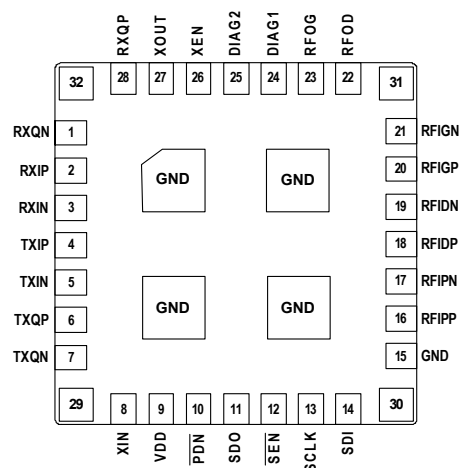 RXQP XOUT XEN DIAG2 DIAG1 RFOG RFOD
32 28 27 26 25 24 23 22 31
RXQN 1 21 RFIGN
RXIP 2 20 RFIGP
GND GND
RXIN 3 19 RFIDN
TXIP 4 18 RFIDP
TXIN 5 17 RFIPN
GND GND
TXQP 6 16 RFIPP
TXQN 7 15 GND
29 8 9 10 11 12 13 14 30
XIN VDD PDN SDO SEN SCLK SDI